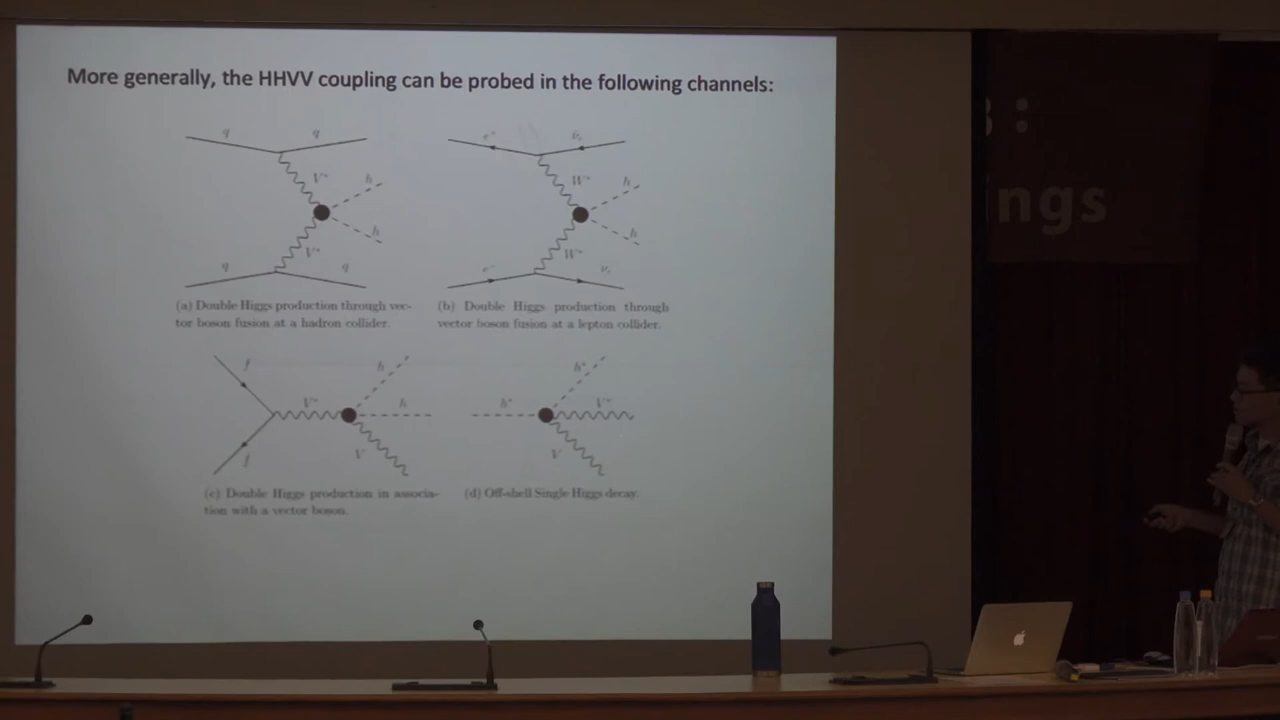 More generally, the HHVV coupling can be probed in the following channels:
q q
V* h
V* h
q q
e⁺
W* h
W* h
e⁻
(a) Double Higgs production through vec-
tor boson fusion at a hadron collider.
(b) Double Higgs production through
vector boson fusion at a lepton collider.
f
V*
h
h
V
h*
h*
V*
V
(c) Double Higgs production in associa-
tion with a vector boson.
(d) Off-shell Single Higgs decay.
:
ngs